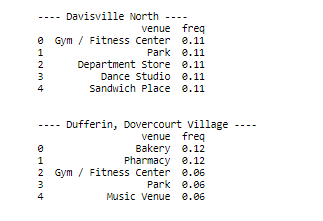 ---- Davisville North ----
venue freq
0 Gym / Fitness Center 0.11
1 Park 0.11
2 Department Store 0.11
3 Dance Studio 0.11
4 Sandwich Place 0.11
---- Dufferin, Dovercourt Village ----
venue freq
0 Bakery 0.12
1 Pharmacy 0.12
2 Gym / Fitness Center 0.06
3 Park 0.06
4 Music Venue 0.06